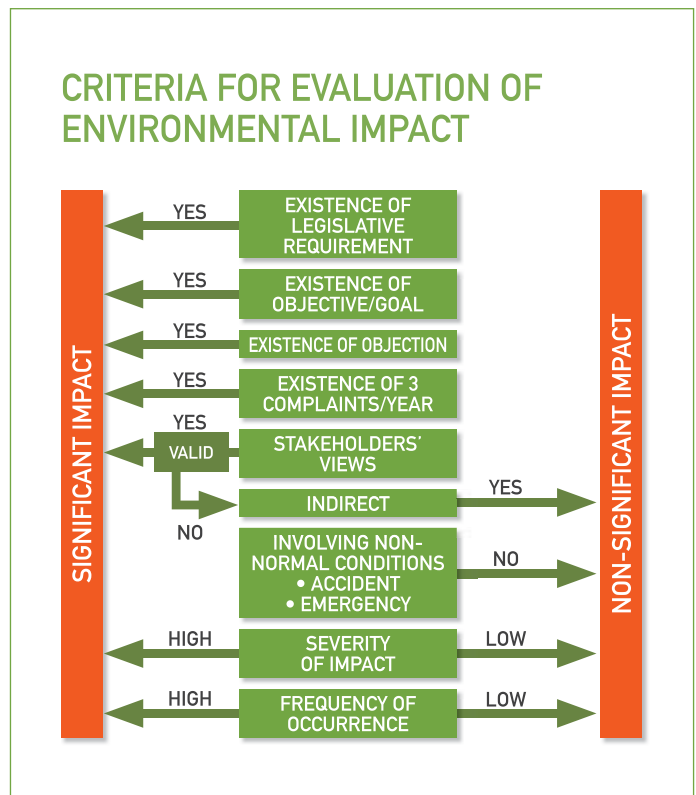 CRITERIA FOR EVALUATION OF
ENVIRONMENTAL IMPACT
SIGNIFICANT IMPACT
YES
EXISTENCE OF
LEGISLATIVE
REQUIREMENT
YES
EXISTENCE OF
OBJECTIVE/GOAL
YES
EXISTENCE OF OBJECTION
YES
EXISTENCE OF 3
COMPLAINTS/YEAR
YES
VALID
STAKEHOLDERS'
VIEWS
NO
INDIRECT
YES
INVOLVING NON-
NORMAL CONDITIONS
• ACCIDENT
• EMERGENCY
NO
HIGH
SEVERITY
OF IMPACT
LOW
HIGH
FREQUENCY OF
OCCURRENCE
LOW
NON-SIGNIFICANT IMPACT